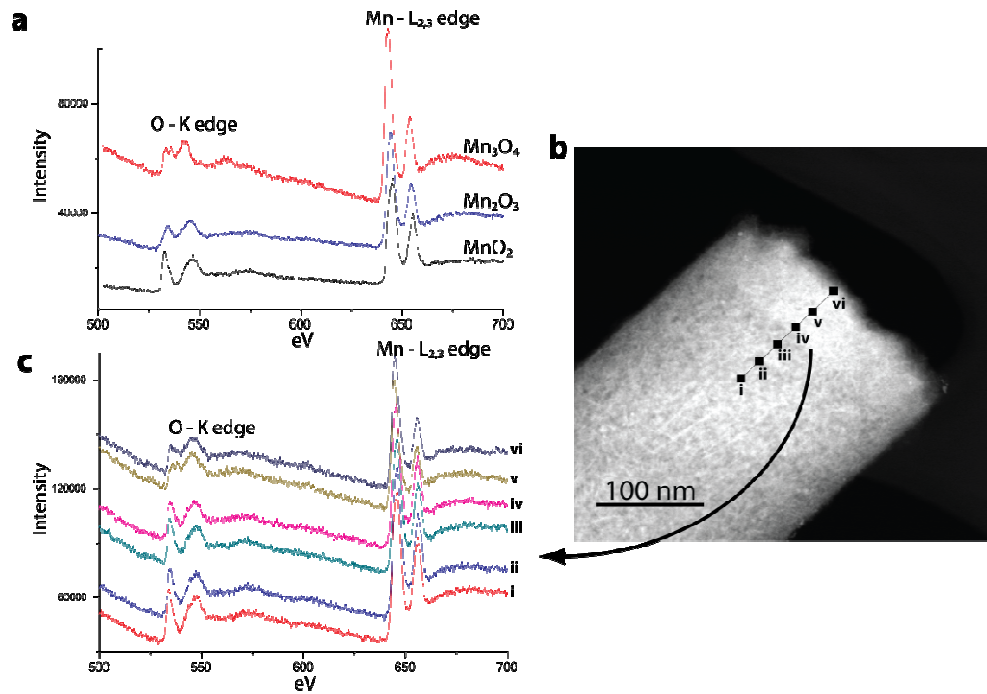 a
Mn - L2,3 edge
80000
O - K edge
Mn3O4
Intensity
40000
Mn2O3
MnO2
500 550 600 650 700
eV
b
vi
v
iv
iii
ii
i
100 nm
c
Mn - L2,3 edge
180000
O - K edge
vi
v
120000
iv
Intensity
iii
ii
60000
i
500 550 600 650 700
eV